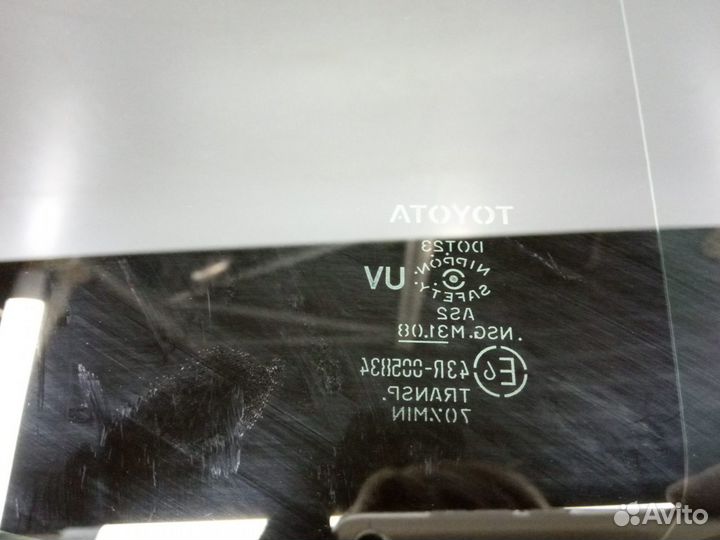 TOYOTA
DOT23
NIPPON
UV
SAFETY
AS2
.NSG.M31.08
E6 43R-005834
TRANSP.
70%MIN
Avito